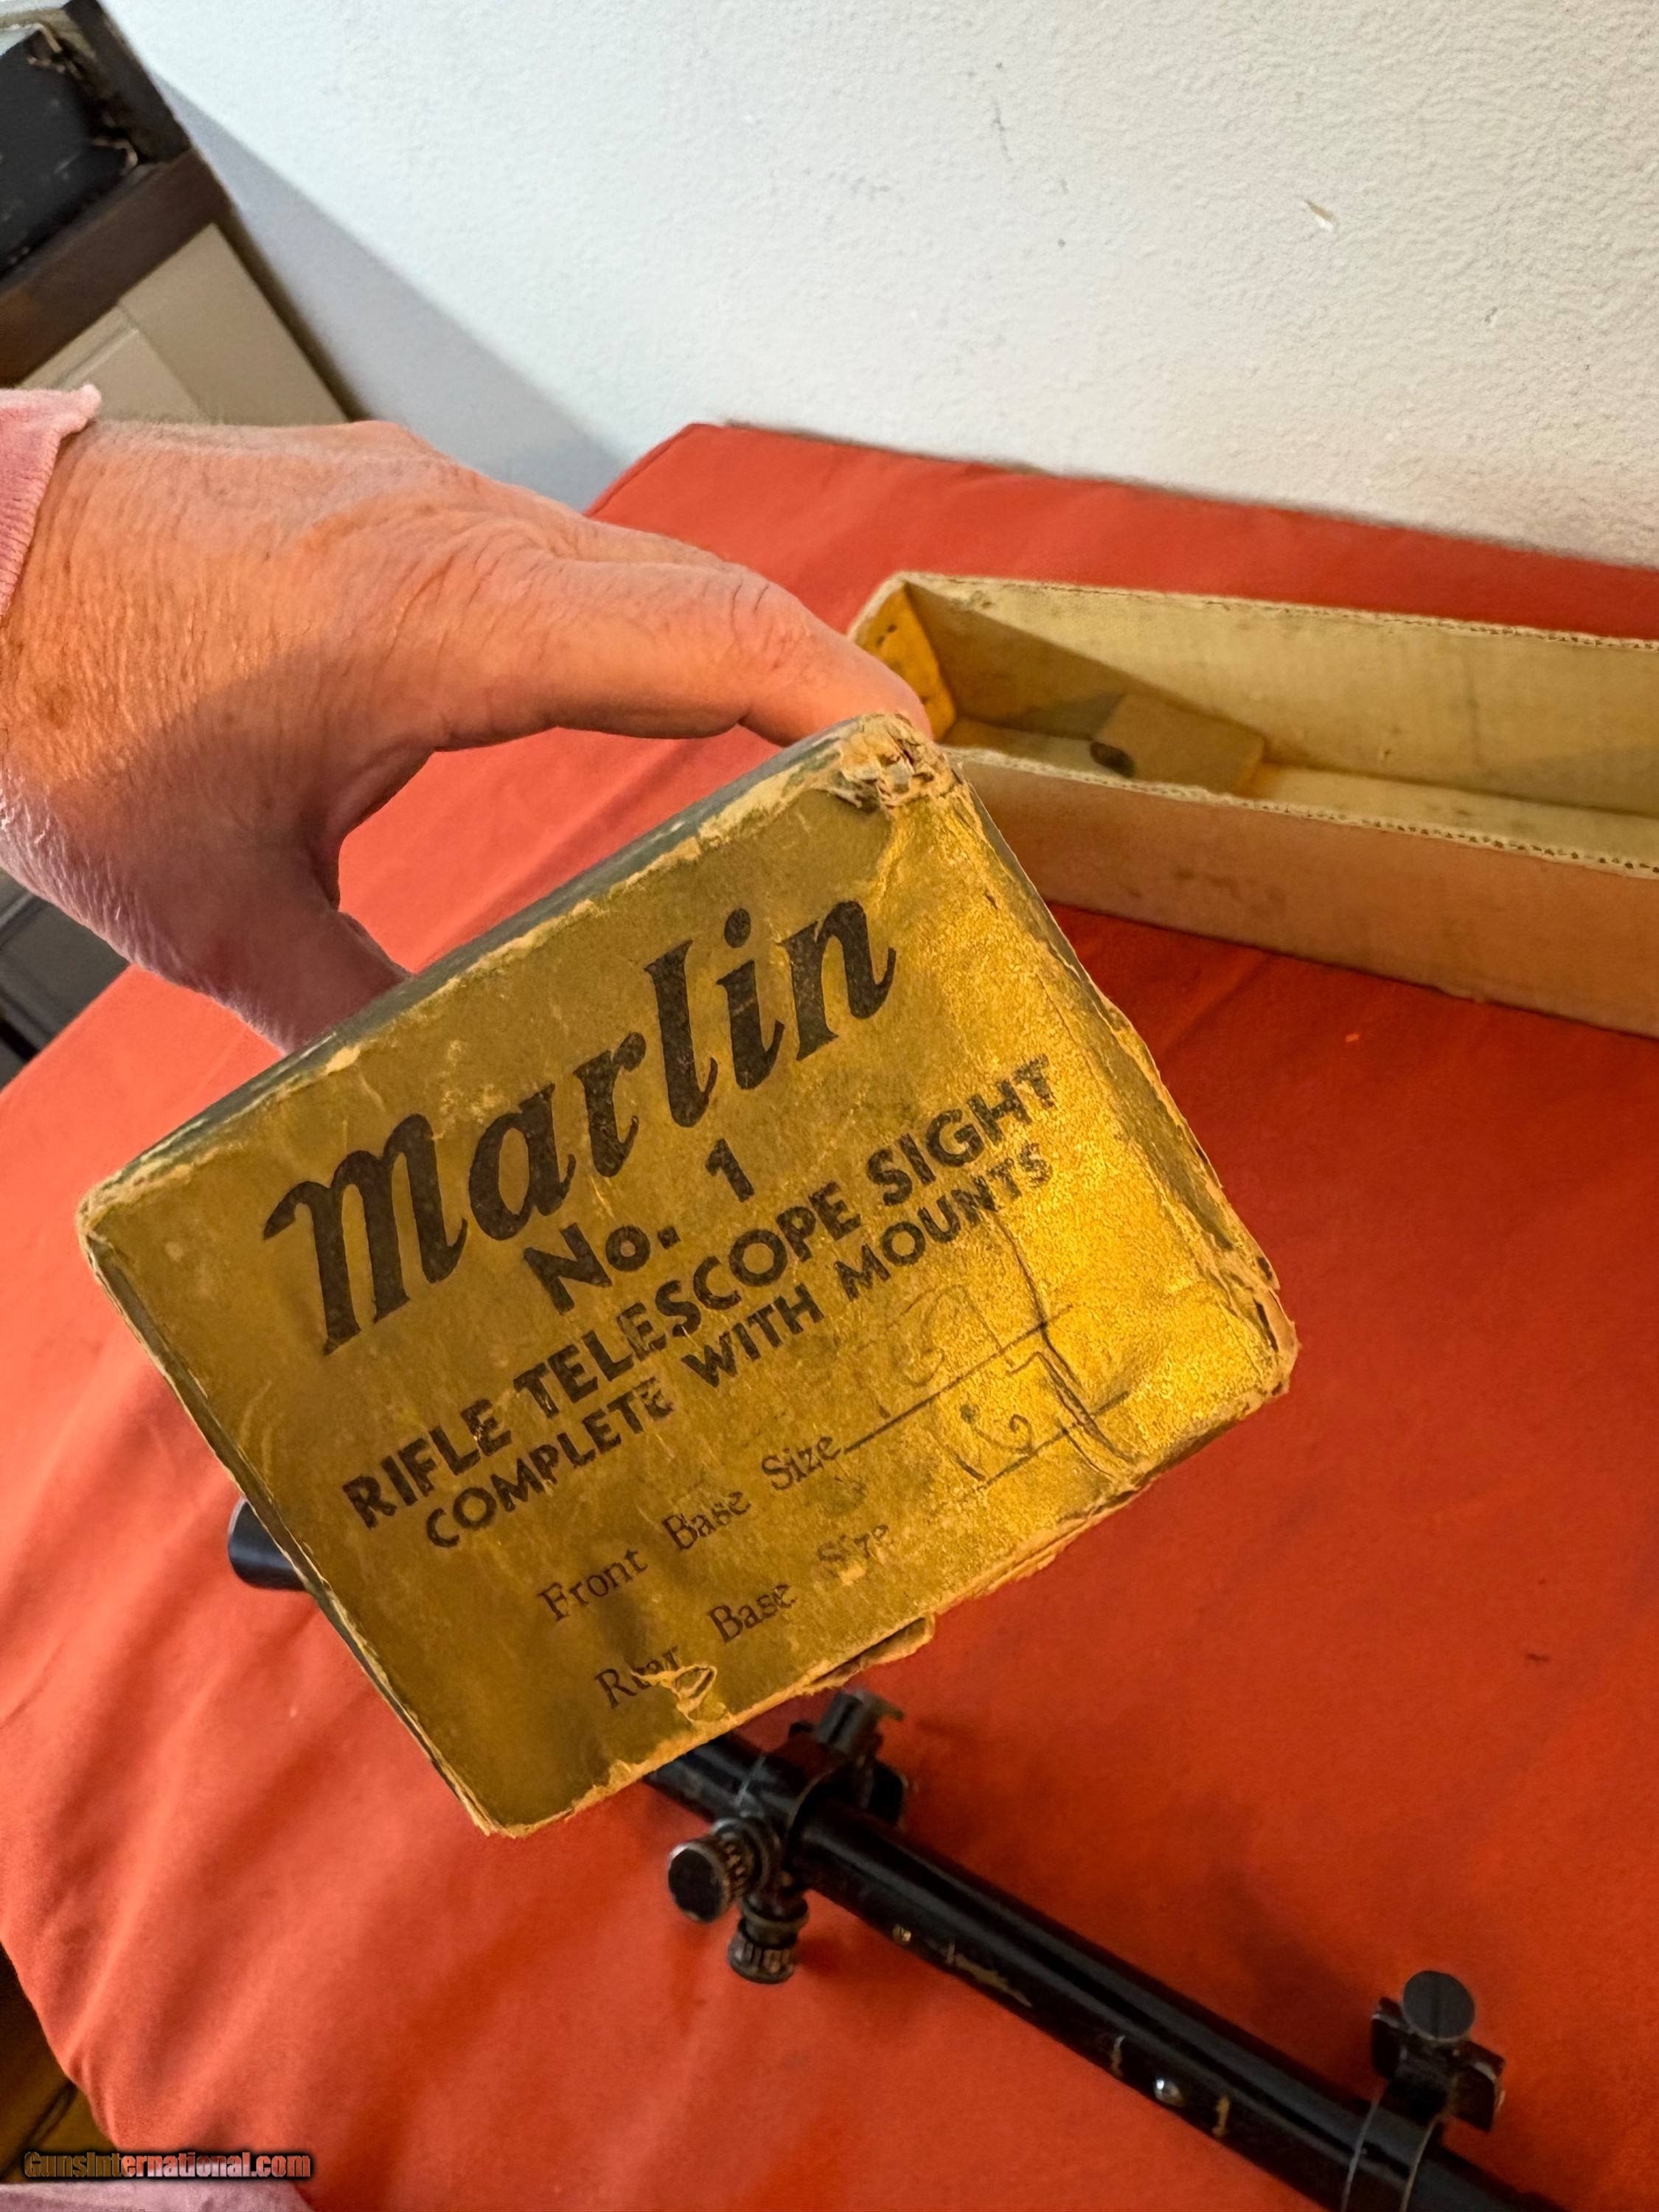 Marlin
No. 1
RIFLE TELESCOPE SIGHT
COMPLETE WITH MOUNTS
Front Base Size
Rear Base Size
GunsInternational.com